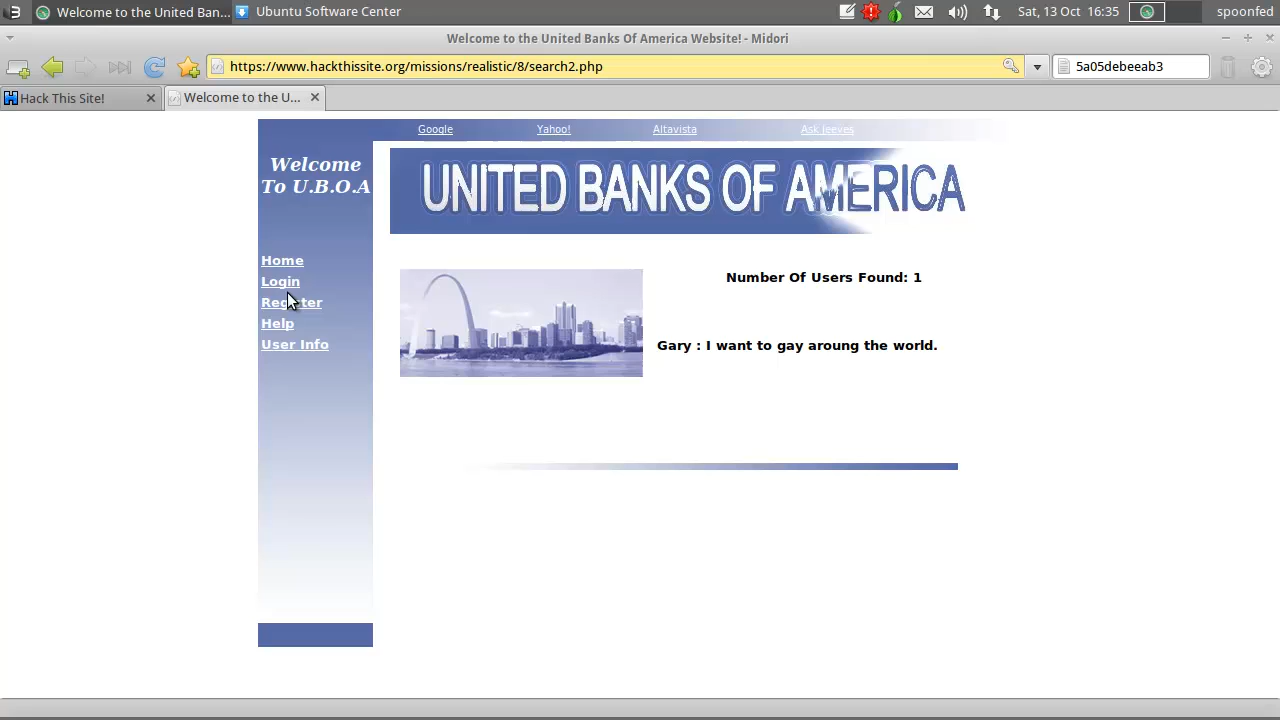 Welcome to the United Ban...
Ubuntu Software Center
Sat, 13 Oct 16:35
spoonfed
Welcome to the United Banks Of America Website! - Midori
https://www.hackthissite.org/missions/realistic/8/search2.php
5a05debeeab3
Hack This Site!
Welcome to the U...
Google
Yahoo!
Altavista
Ask Jeeves
Welcome
To U.B.O.A
UNITED BANKS OF AMERICA
Home
Login
Register
Help
User Info
Number Of Users Found: 1
Gary : I want to gay aroung the world.